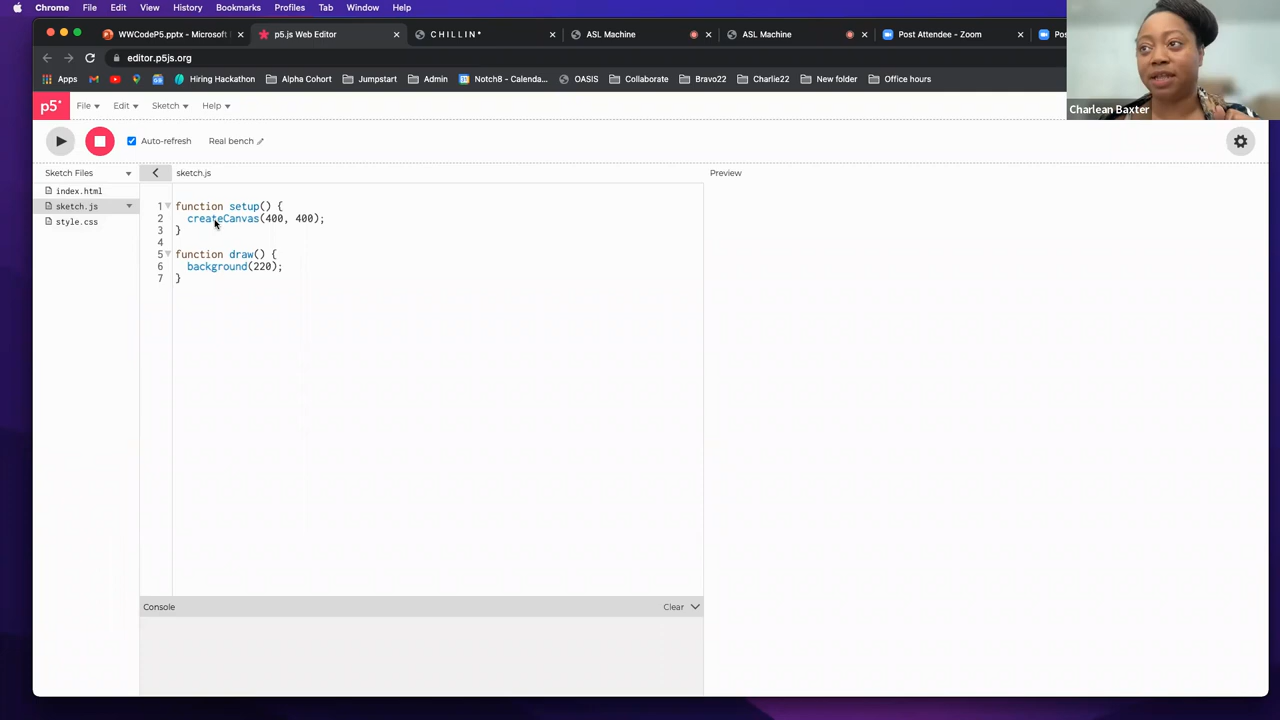 Chrome File Edit View History Bookmarks Profiles Tab Window Help
WWCodeP5.pptx - Microsoft
p5.js Web Editor
C H I L L I N *
ASL Machine
ASL Machine
Post Attendee - Zoom
editor.p5js.org
Apps
Hiring Hackathon
Alpha Cohort
Jumpstart
Admin
Notch8 - Calenda...
OASIS
Collaborate
Bravo22
Charlie22
New folder
Office hours
Charlean Baxter
p5* File Edit Sketch Help
Auto-refresh
Real bench
Sketch Files
sketch.js
Preview
index.html
sketch.js
style.css
1 function setup() {
2 createCanvas(400, 400);
3 }
4
5 function draw() {
6 background(220);
7 }
Console
Clear